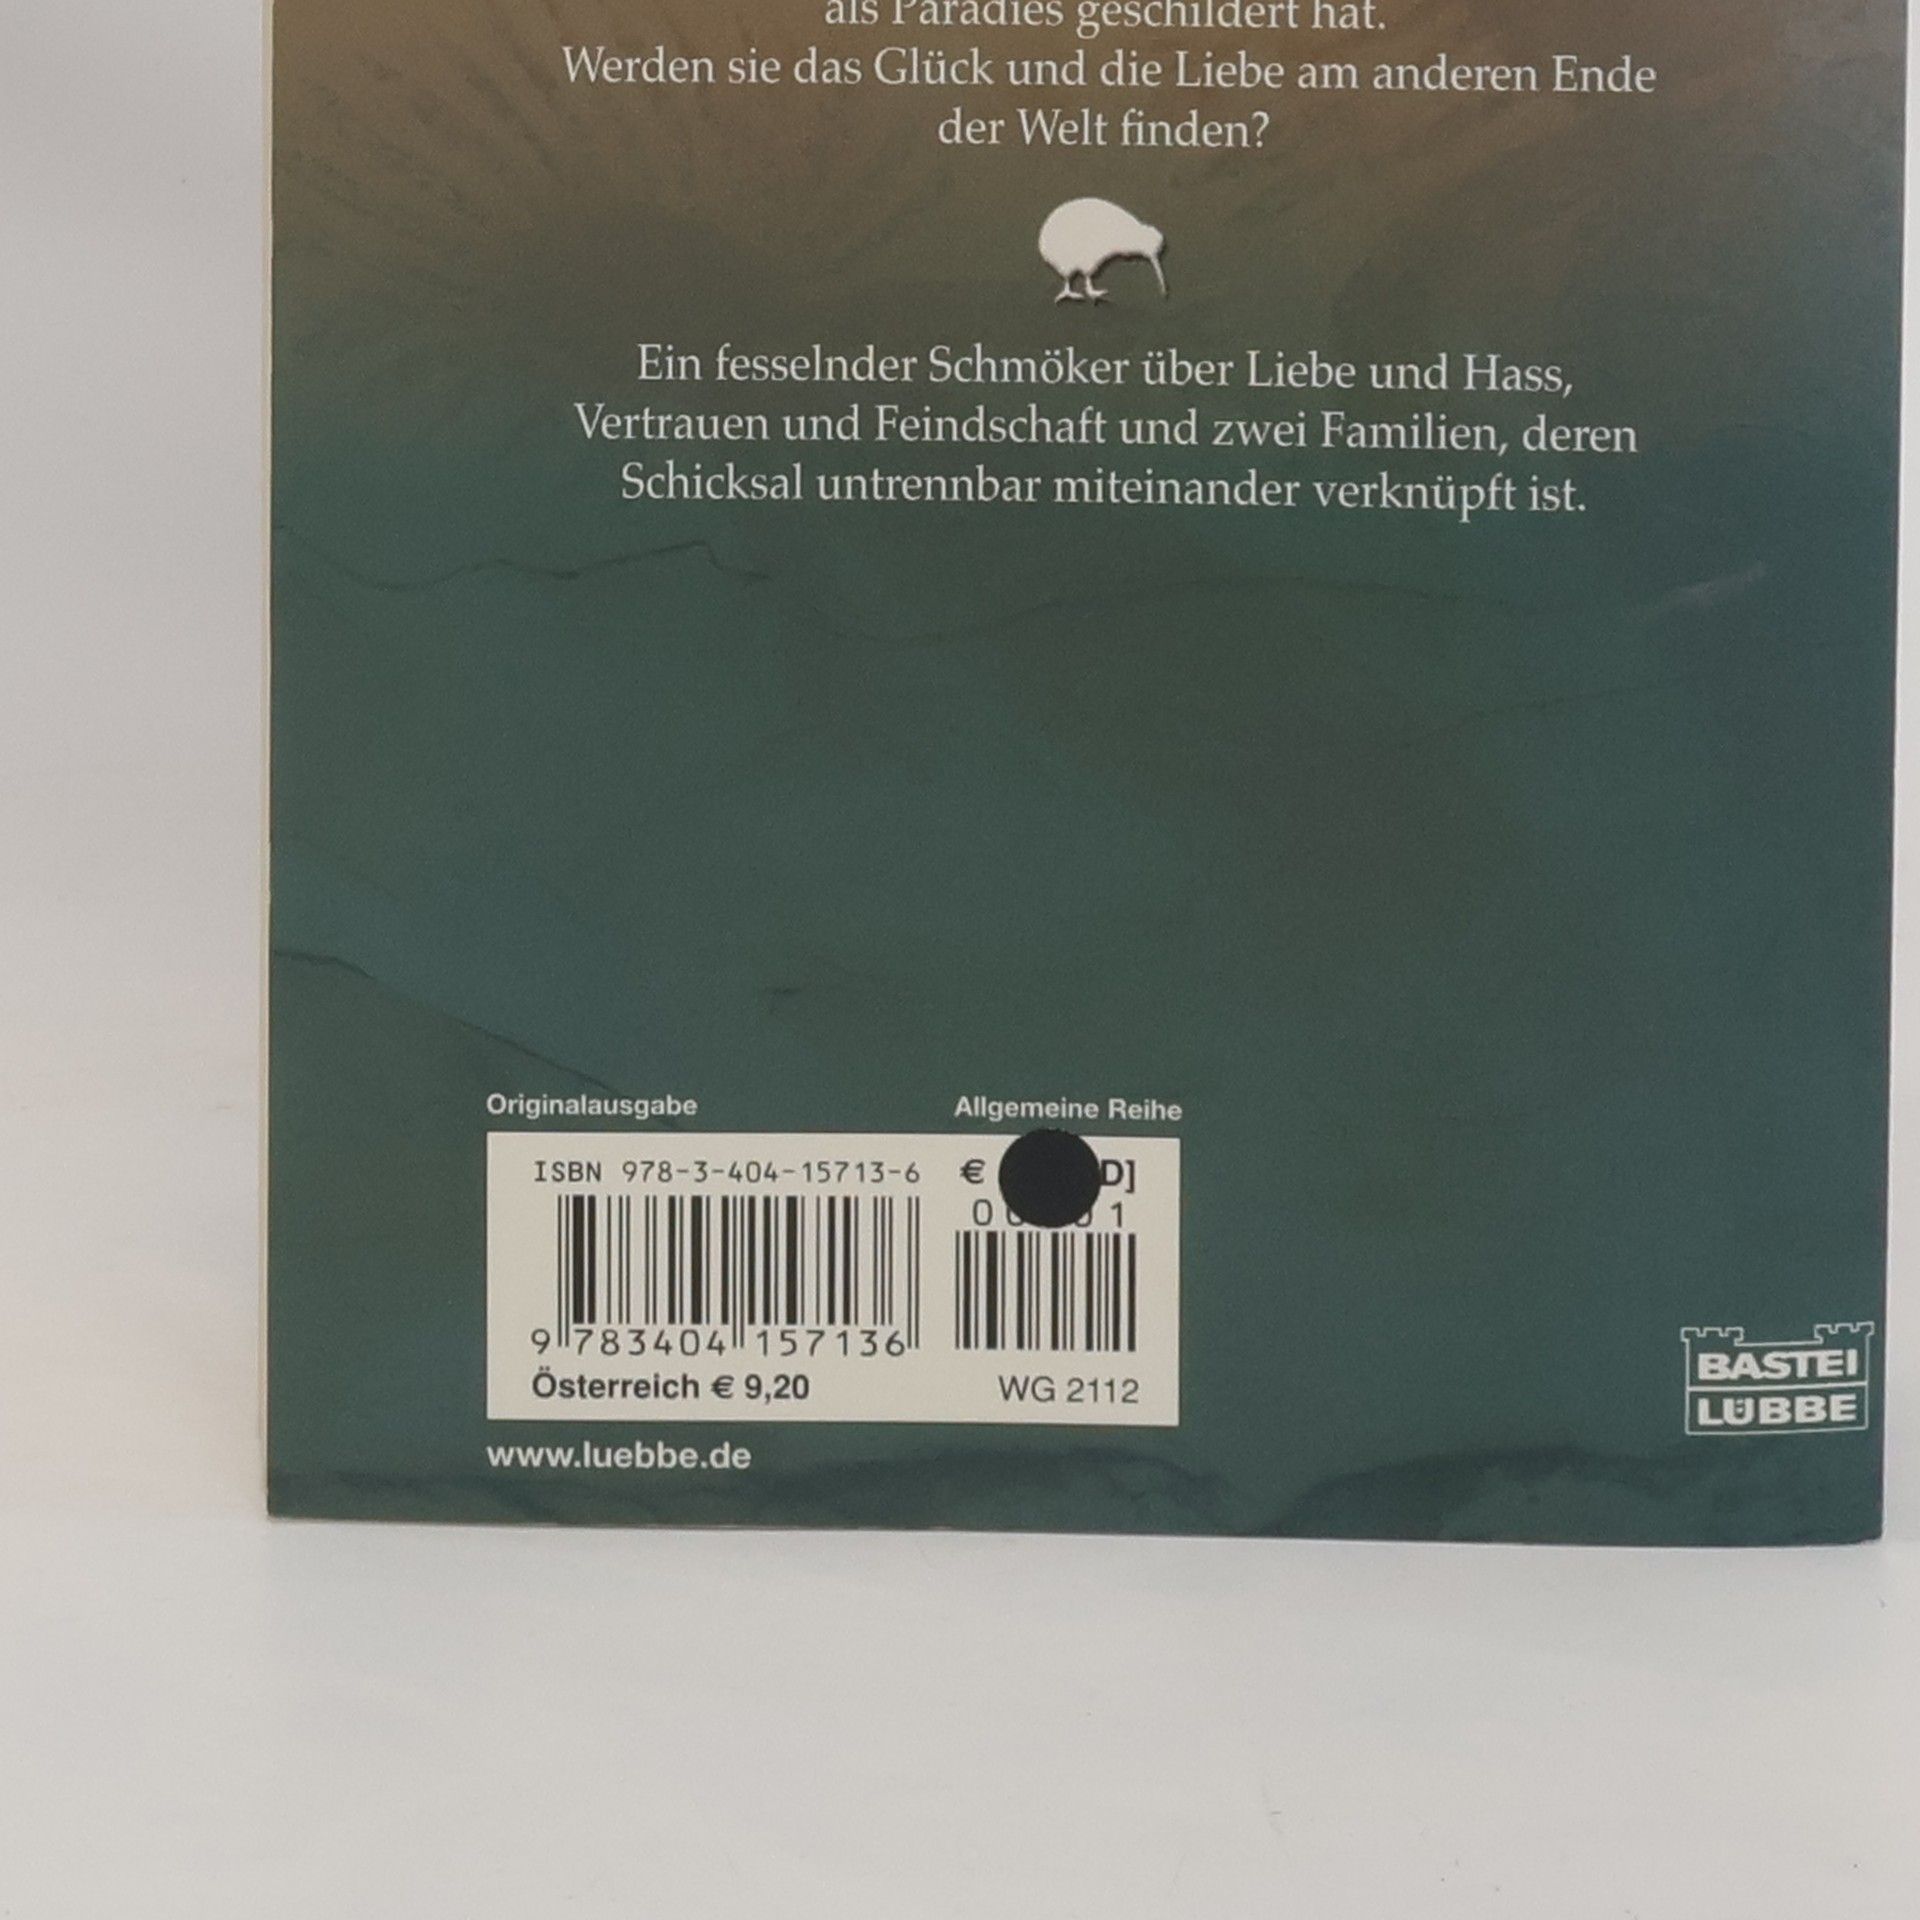 als Paradies geschildert hat.
Werden sie das Glück und die Liebe am anderen Ende
der Welt finden?
Ein fesselnder Schmöker über Liebe und Hass,
Vertrauen und Feindschaft und zwei Familien, deren
Schicksal untrennbar miteinander verknüpft ist.
Originalausgabe
Allgemeine Reihe
ISBN 978-3-404-15713-6
€ D]
0 1
9 783404 157136
Österreich € 9,20
WG 2112
www.luebbe.de
BASTEI
LÜBBE